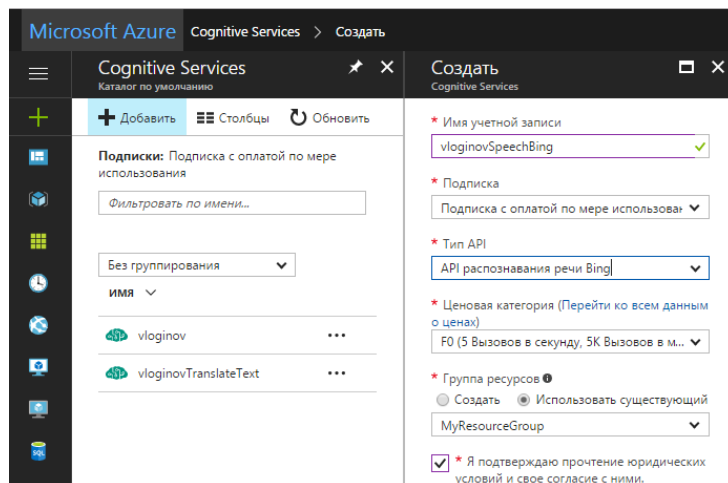 Microsoft Azure Cognitive Services > Создать
Cognitive Services
Каталог по умолчанию
Добавить Столбцы Обновить
Подписки: Подписка с оплатой по мере
использования
Фильтровать по имени...
Без группирования
ИМЯ
vloginov ...
vloginovTranslateText ...
Создать
Cognitive Services
* Имя учетной записи
vloginovSpeechBing
* Подписка
Подписка с оплатой по мере использован
* Тип API
API распознавания речи Bing
* Ценовая категория (Перейти ко всем данным
о ценах)
F0 (5 Вызовов в секунду, 5K Вызовов в м...
* Группа ресурсов
Создать Использовать существующий
MyResourceGroup
* Я подтверждаю прочтение юридических
условий и свое согласие с ними.
SQL